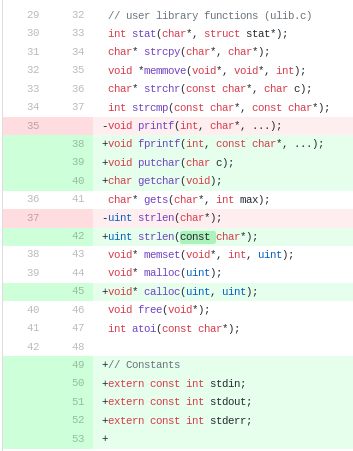 29 32 // user library functions (ulib.c)
30 33 int stat(char*, struct stat*);
31 34 char* strcpy(char*, char*);
32 35 void *memmove(void*, void*, int);
33 36 char* strchr(const char*, char c);
34 37 int strcmp(const char*, const char*);
35 -void printf(int, char*, ...);
38 +void fprintf(int, const char*, ...);
39 +void putchar(char c);
40 +char getchar(void);
36 41 char* gets(char*, int max);
37 -uint strlen(char*);
42 +uint strlen(const char*);
38 43 void* memset(void*, int, uint);
39 44 void* malloc(uint);
45 +void* calloc(uint, uint);
40 46 void free(void*);
41 47 int atoi(const char*);
42 48
49 +// Constants
50 +extern const int stdin;
51 +extern const int stdout;
52 +extern const int stderr;
53 +